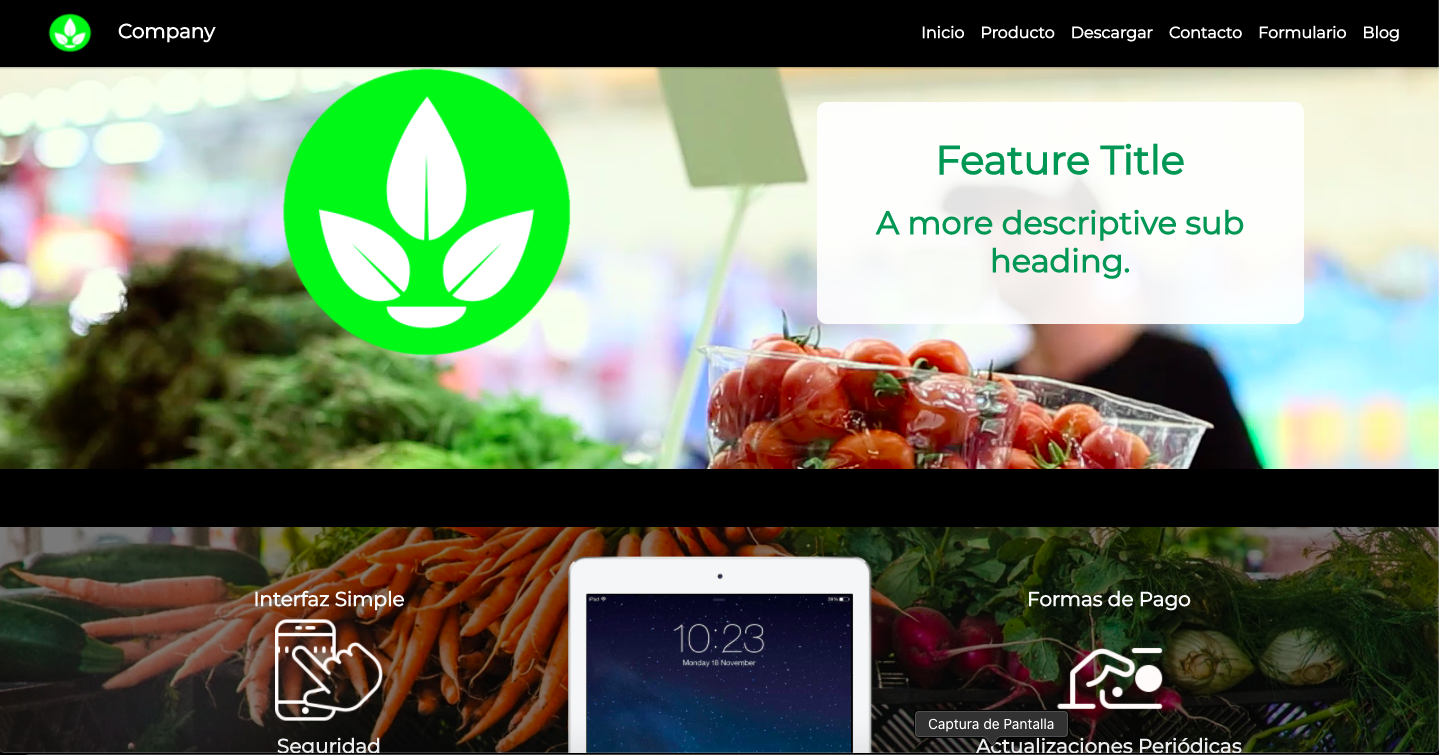 Company
Inicio Producto Descargar Contacto Formulario Blog
Feature Title
A more descriptive sub
heading.
Interfaz Simple
Formas de Pago
iPad
39%
10:23
Monday 18 November
Captura de Pantalla
Seguridad
Actualizaciones Periódicas